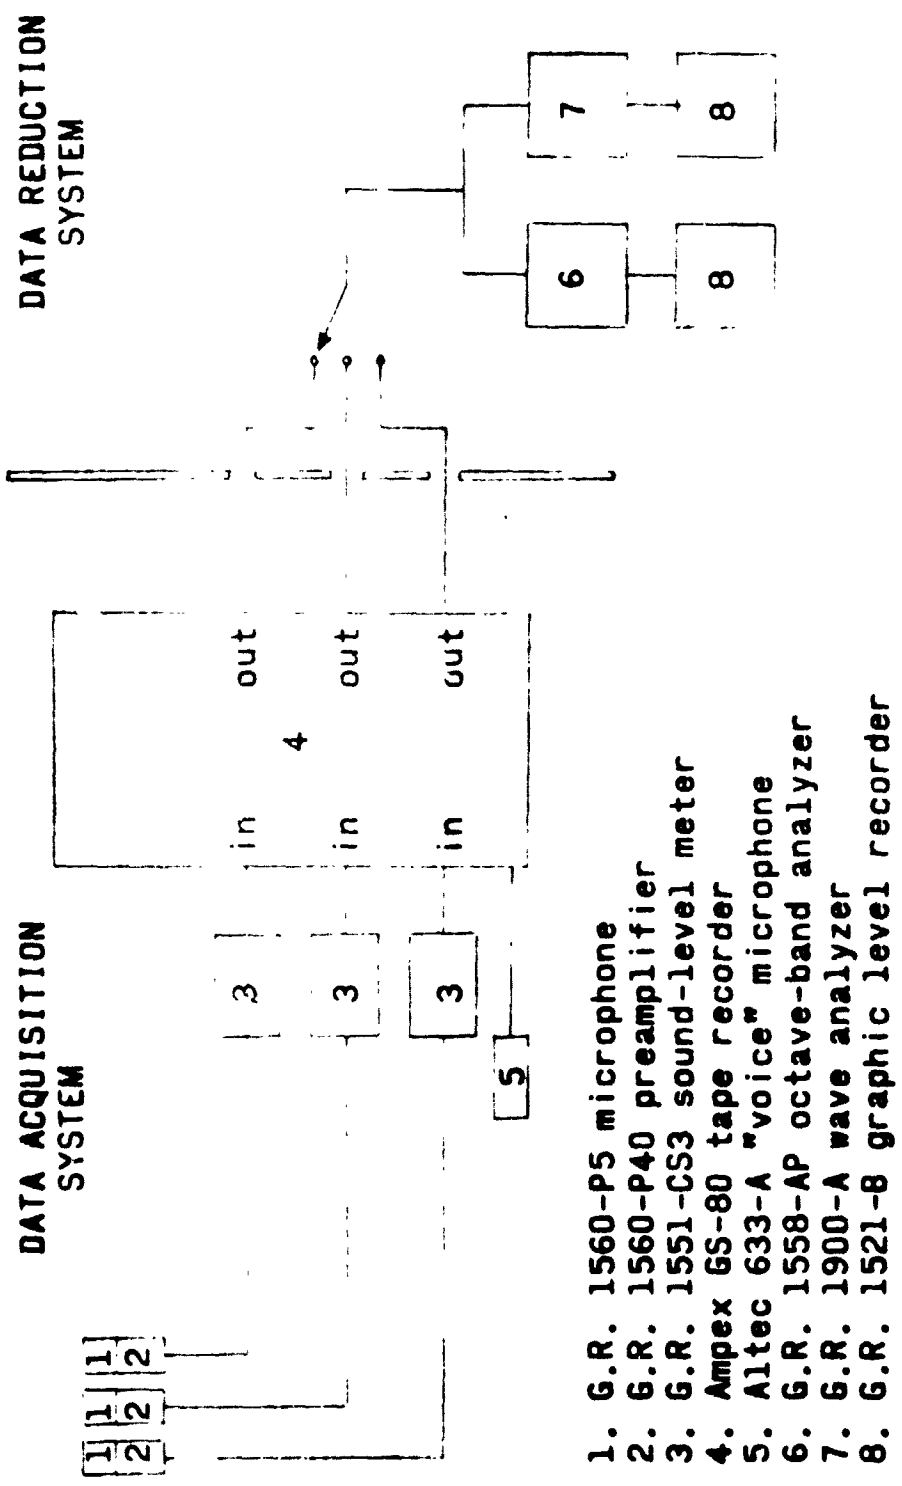 DATA ACQUISITION
SYSTEM
DATA REDUCTION
SYSTEM
1 1 1
2 2 2
3
3
3
5
in
in
in
4
out
out
out
6
7
8
8
1. G.R. 1560-P5 microphone
2. G.R. 1560-P40 preamplifier
3. G.R. 1551-CS3 sound-level meter
4. Ampex GS-80 tape recorder
5. Altec 633-A "voice" microphone
6. G.R. 1558-AP octave-band analyzer
7. G.R. 1900-A wave analyzer
8. G.R. 1521-B graphic level recorder